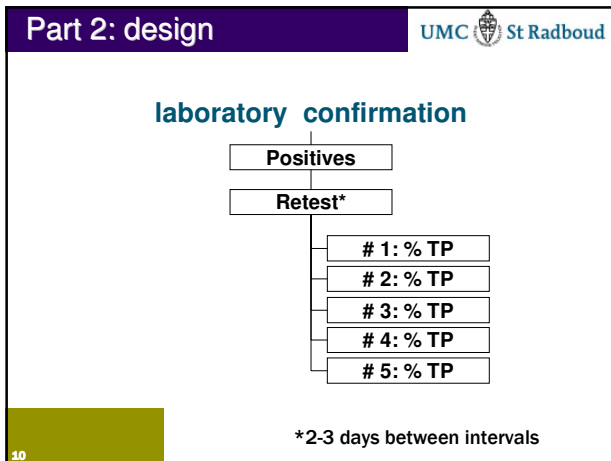 Part 2: design
UMC St Radboud
laboratory confirmation
Positives
Retest*
# 1: % TP
# 2: % TP
# 3: % TP
# 4: % TP
# 5: % TP
*2-3 days between intervals
10